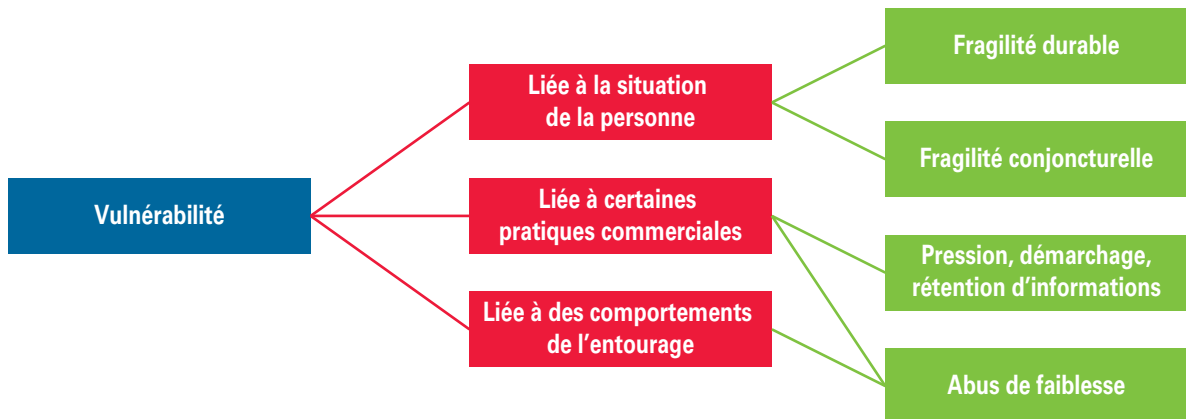 Vulnérabilité
Liée à la situation
de la personne
Liée à certaines
pratiques commerciales
Liée à des comportements
de l’entourage
Fragilité durable
Fragilité conjoncturelle
Pression, démarchage,
rétention d’informations
Abus de faiblesse